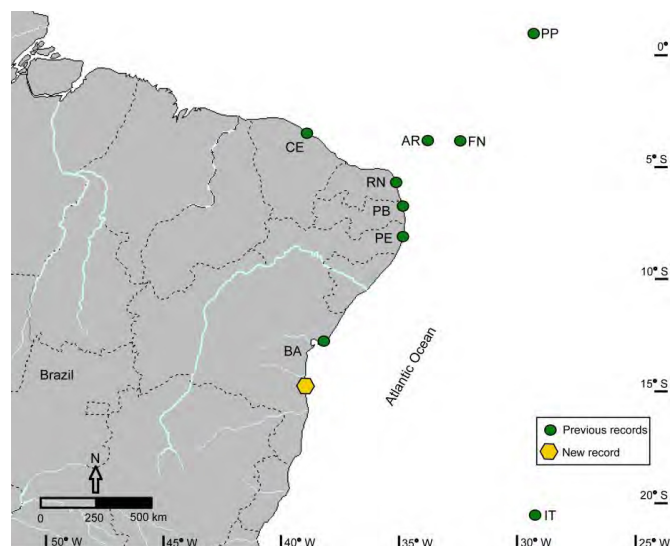 PP
0°
AR
FN
CE
5° S
RN
PB
PE
10° S
BA
Atlantic Ocean
Brazil
15° S
Previous records
New record
N
0 250 500 km
20° S
IT
50° W 45° W 40° W 35° W 30° W 25° W